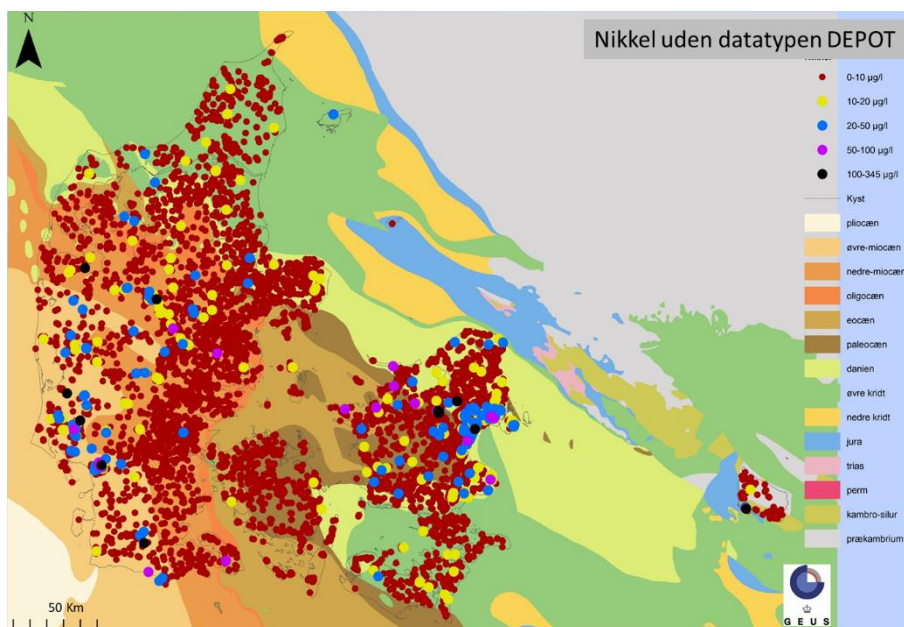 N
Nikkel uden datatypen DEPOT
0-10 µg/l
10-20 µg/l
20-50 µg/l
50-100 µg/l
100-345 µg/l
Kyst
pliocæn
øvre-miocæn
nedre-miocæn
oligocæn
eocæn
paleocæn
danien
øvre kridt
nedre kridt
jura
trias
perm
kambro-silur
prækambrium
50 Km
GEUS